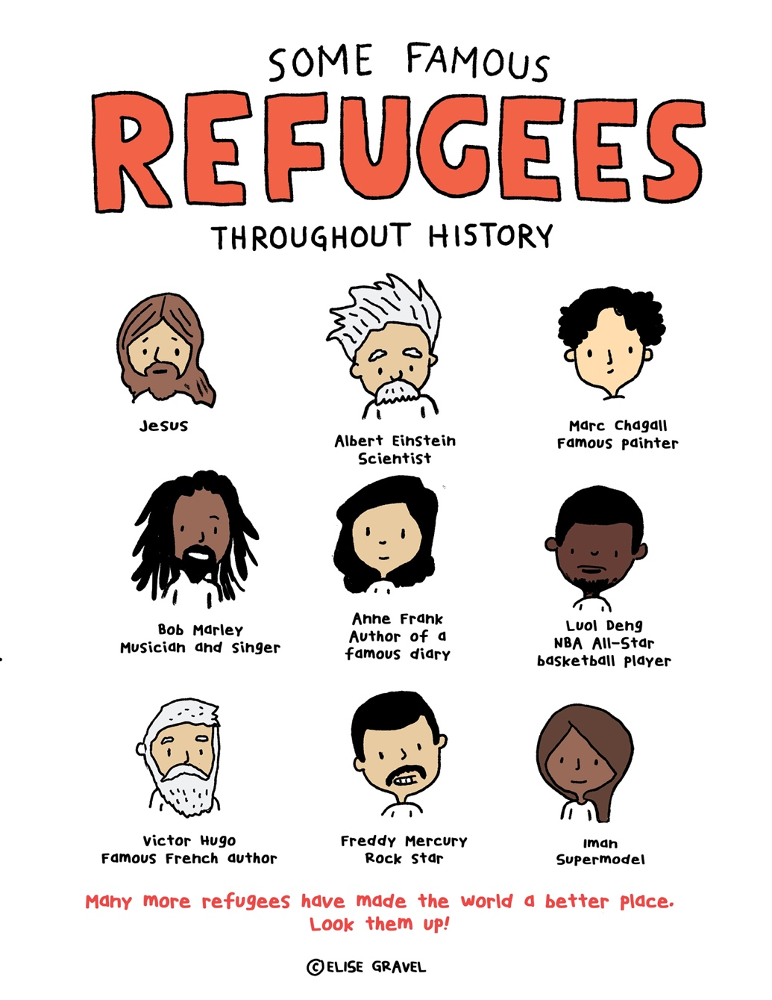 SOME FAMOUS
REFUGEES
THROUGHOUT HISTORY
Jesus
Albert Einstein
Scientist
Marc Chagall
Famous painter
Bob Marley
Musician and singer
Anne Frank
Author of a
famous diary
Luol Deng
NBA All-Star
basketball player
Victor Hugo
Famous French author
Freddy Mercury
Rock star
Iman
Supermodel
Many more refugees have made the world a better place.
Look them up!
©ELISE GRAVEL